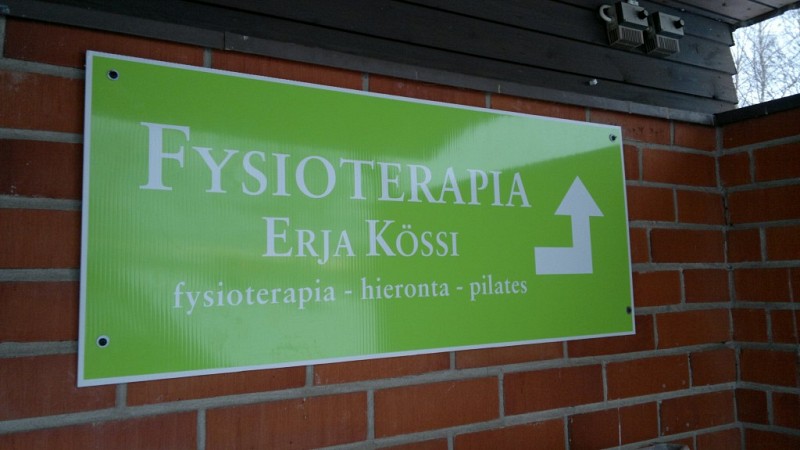 FYSIOTERAPIA
ERJA KÖSSI
fysioterapia - hieronta - pilates